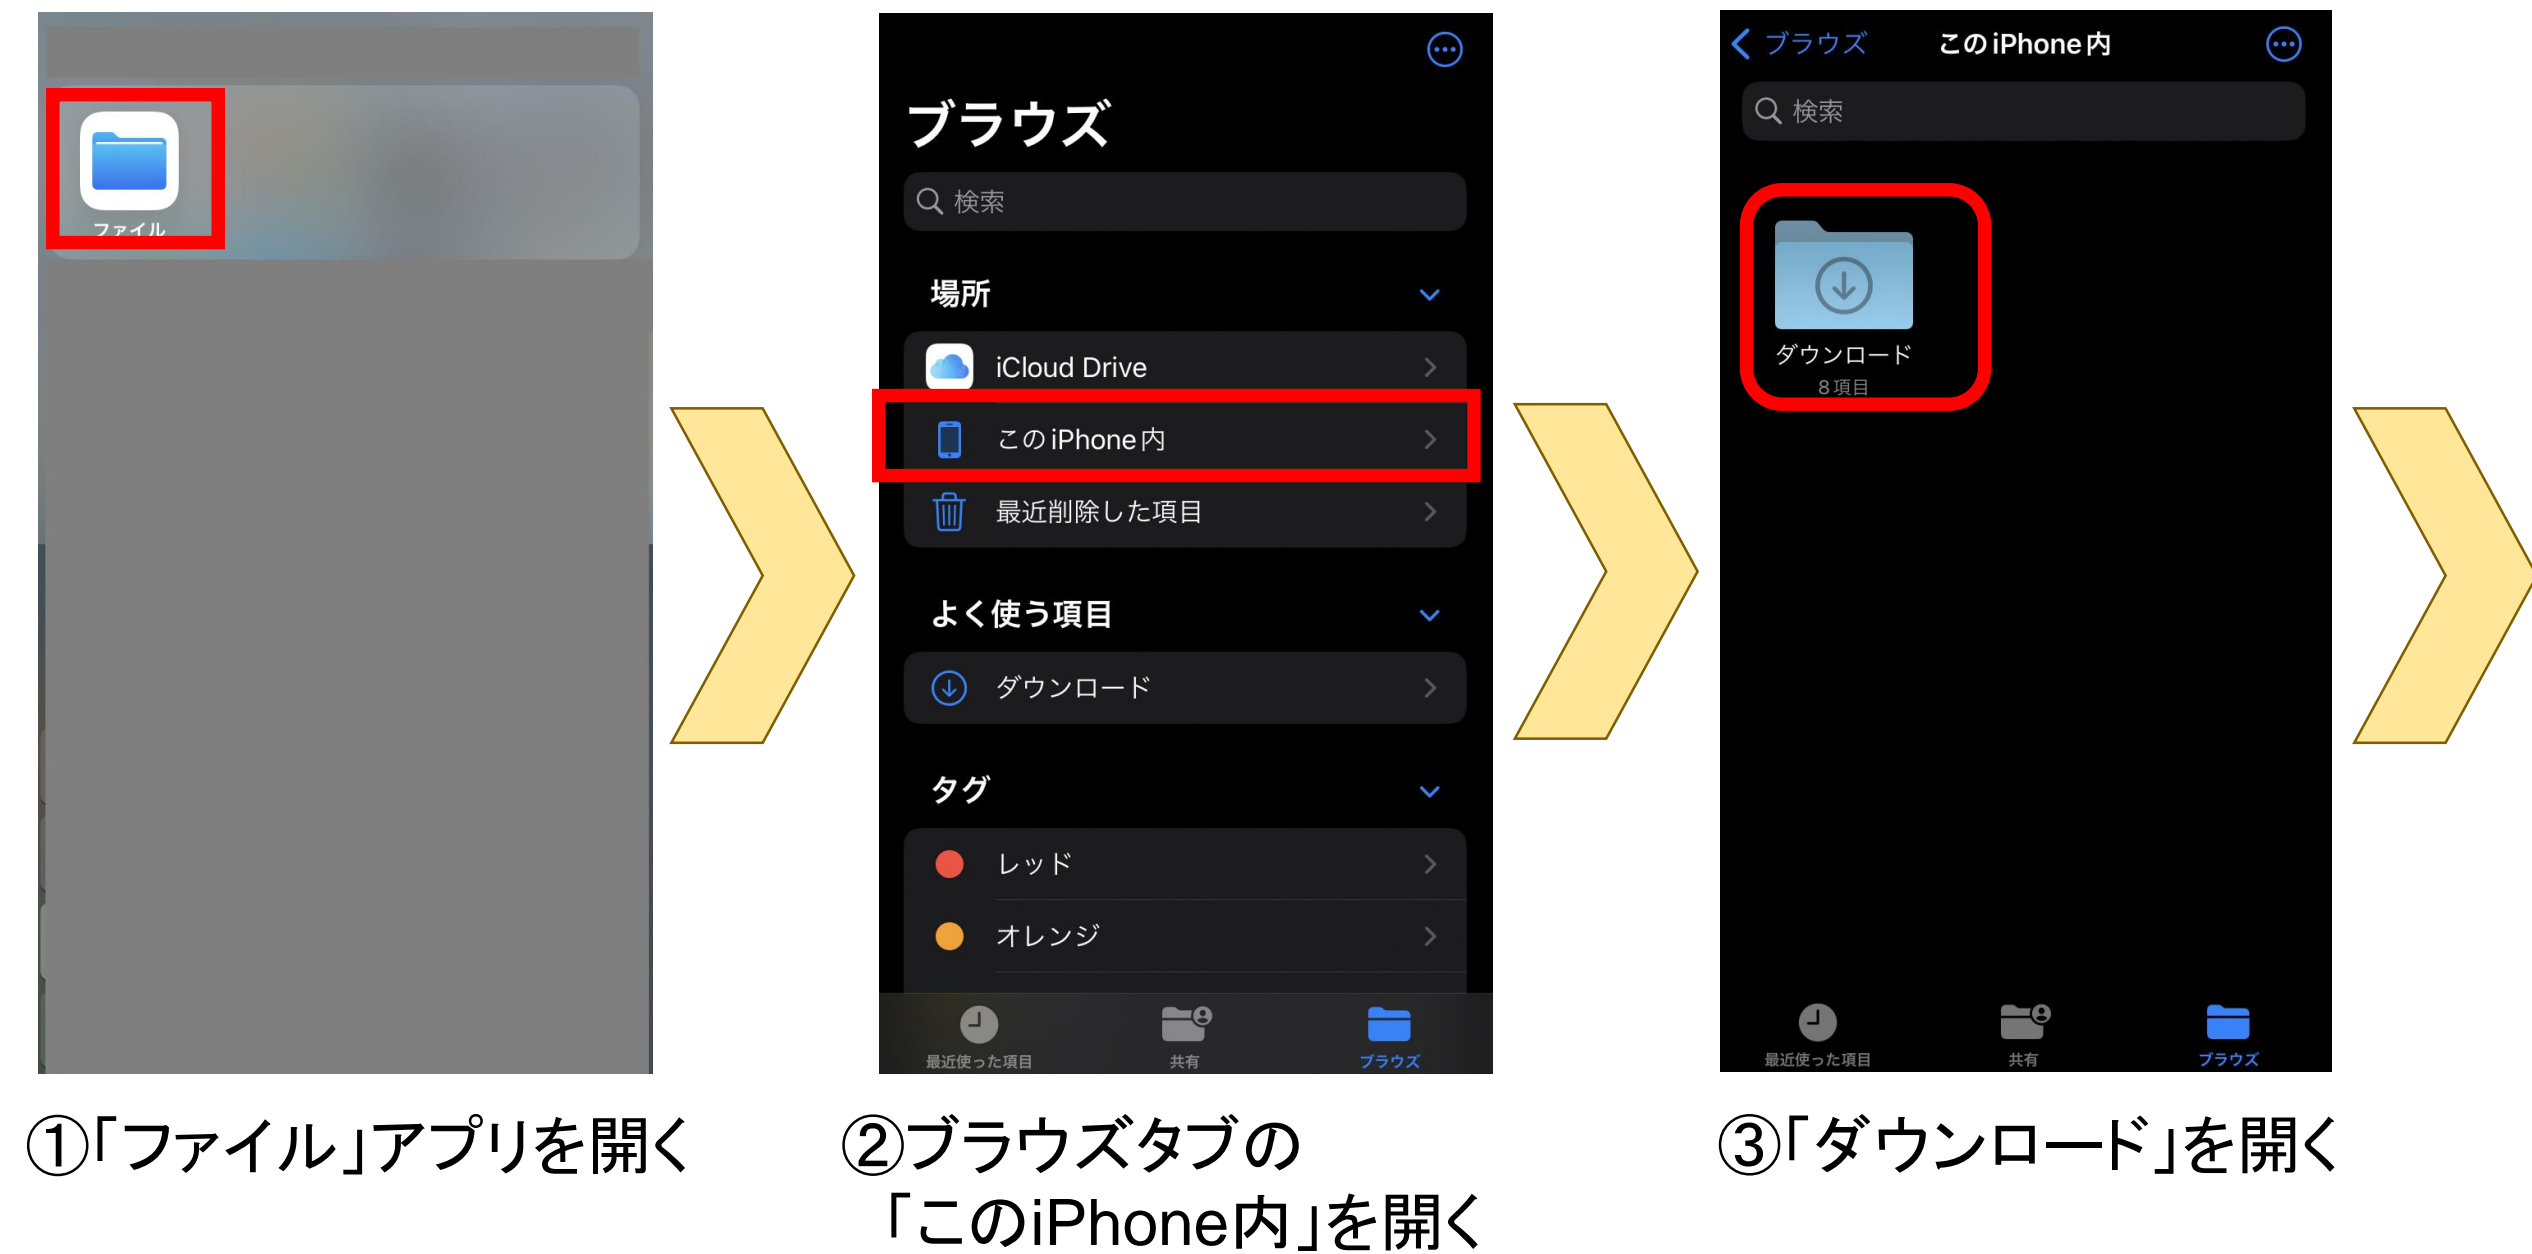 ファイル
ブラウズ
検索
場所
iCloud Drive
このiPhone内
最近削除した項目
よく使う項目
ダウンロード
タグ
レッド
オレンジ
最近使った項目
共有
ブラウズ
ブラウズ
このiPhone内
検索
ダウンロード
8項目
最近使った項目
共有
ブラウズ
①「ファイル」アプリを開く
②ブラウズタブの
「このiPhone内」を開く
③「ダウンロード」を開く